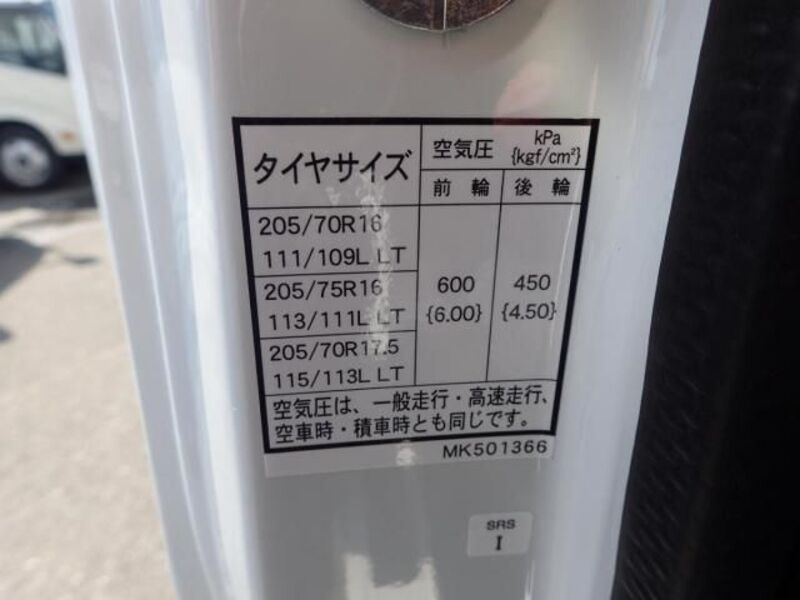 タイヤサイズ
空気圧 kPa
{kgf/cm²}
前輪 後輪
205/70R16
111/109L LT
205/75R16
113/111L LT
205/70R17.5
115/113L LT
600 450
{6.00} {4.50}
空気圧は、一般走行・高速走行、
空車時・積車時とも同じです。
MK501366
SRS
I